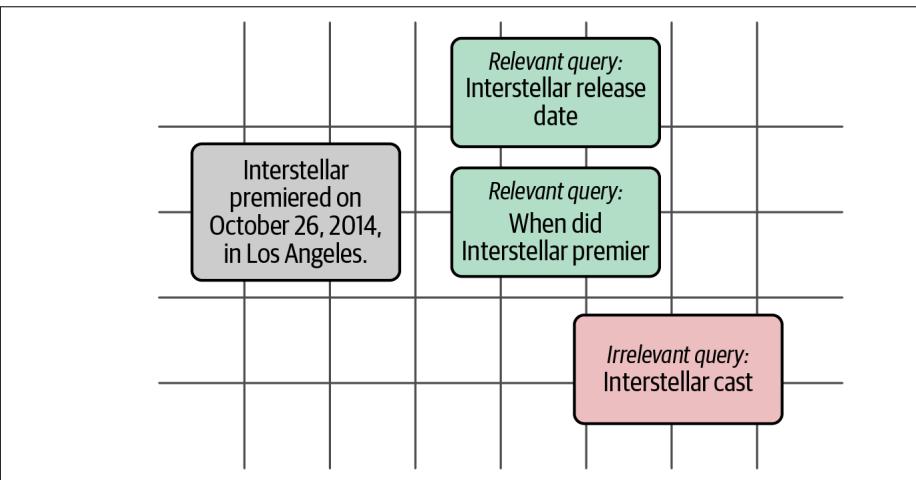 Relevant query:
Interstellar release
date
Interstellar
premiered on
October 26, 2014,
in Los Angeles.
Relevant query:
When did
Interstellar premier
Irrelevant query:
Interstellar cast